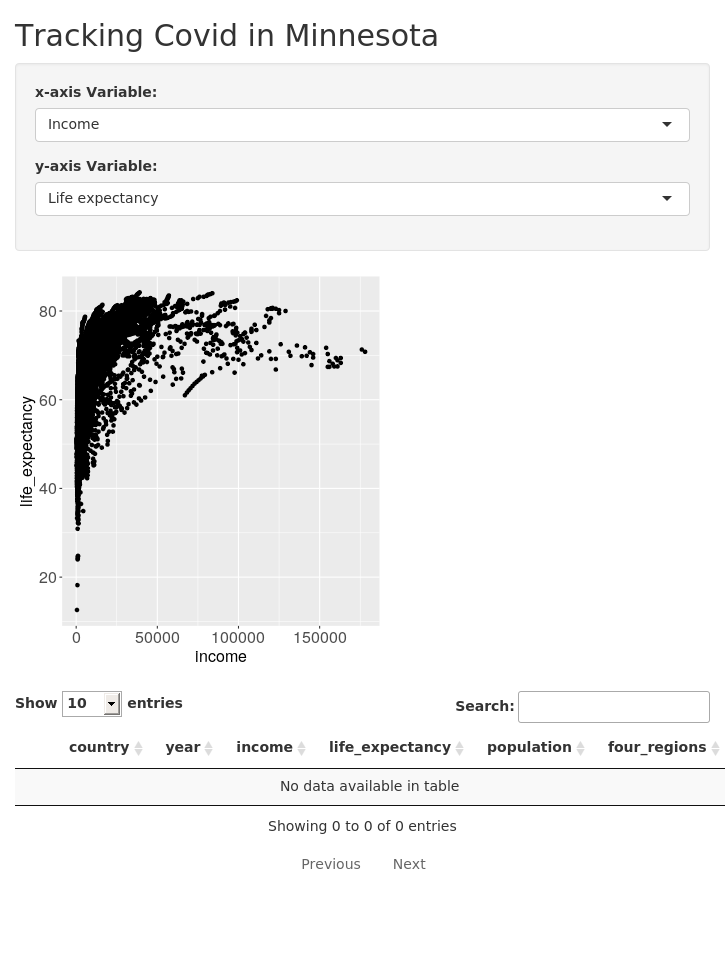 Tracking Covid in Minnesota
x-axis Variable:
Income
y-axis Variable:
Life expectancy
80
60
40
20
life_expectancy
0 50000 100000 150000
income
Show 10 entries Search:
country year income life_expectancy population four_regions
No data available in table
Showing 0 to 0 of 0 entries
Previous Next